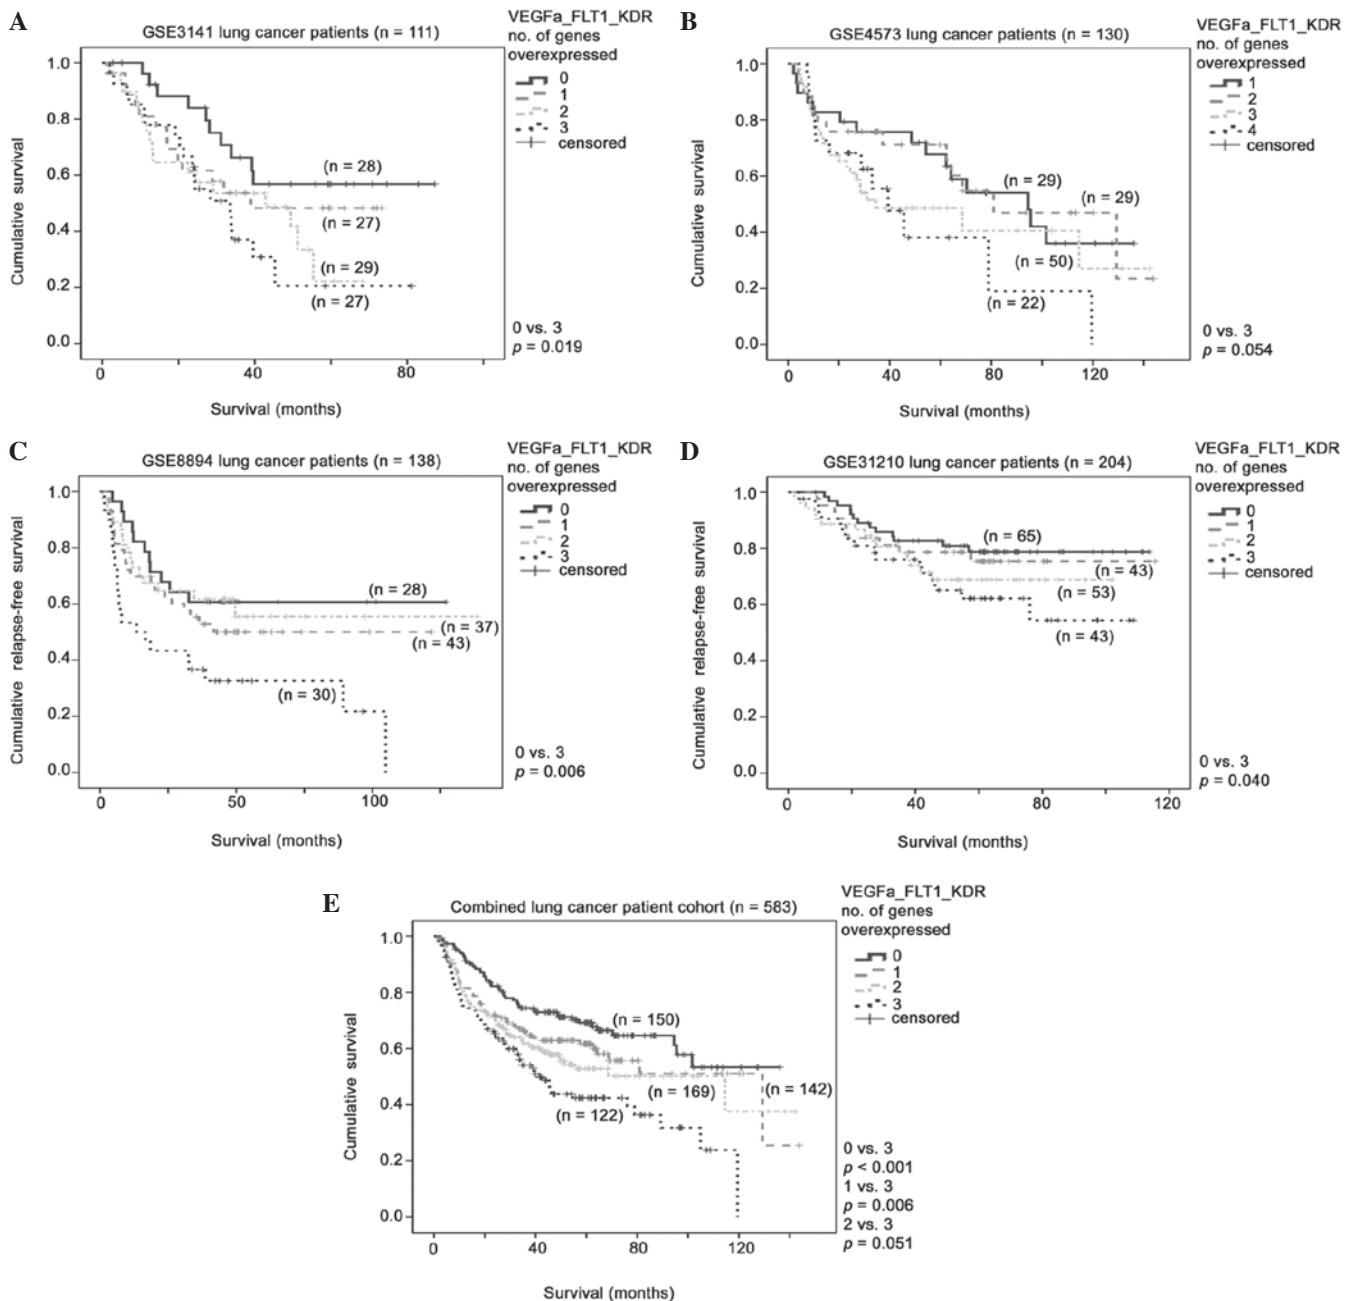 A
GSE3141 lung cancer patients (n = 111)
VEGFa_FLT1_KDR
no. of genes
overexpressed
0
1
2
3
censored
Cumulative survival
1.0
0.8
0.6
0.4
0.2
0.0
(n = 28)
(n = 27)
(n = 29)
(n = 27)
0 vs. 3
p = 0.019
0
40
80
Survival (months)
B
GSE4573 lung cancer patients (n = 130)
VEGFa_FLT1_KDR
no. of genes
overexpressed
1
2
3
4
censored
Cumulative survival
1.0
0.8
0.6
0.4
0.2
0.0
(n = 29)
(n = 29)
(n = 50)
(n = 22)
0 vs. 3
p = 0.054
0
40
80
120
Survival (months)
C
GSE8894 lung cancer patients (n = 138)
VEGFa_FLT1_KDR
no. of genes
overexpressed
0
1
2
3
censored
Cumulative relapse-free survival
1.0
0.8
0.6
0.4
0.2
0.0
(n = 28)
(n = 37)
(n = 43)
(n = 30)
0 vs. 3
p = 0.006
0
50
100
Survival (months)
D
GSE31210 lung cancer patients (n = 204)
VEGFa_FLT1_KDR
no. of genes
overexpressed
0
1
2
3
censored
Cumulative relapse-free survival
1.0
0.8
0.6
0.4
0.2
0.0
(n = 65)
(n = 43)
(n = 53)
(n = 43)
0 vs. 3
p = 0.040
0
40
80
120
Survival (months)
E
Combined lung cancer patient cohort (n = 583)
VEGFa_FLT1_KDR
no. of genes
overexpressed
0
1
2
3
censored
Cumulative survival
1.0
0.8
0.6
0.4
0.2
0.0
(n = 150)
(n = 142)
(n = 169)
(n = 122)
0 vs. 3
p < 0.001
1 vs. 3
p = 0.006
2 vs. 3
p = 0.051
0
40
80
120
Survival (months)